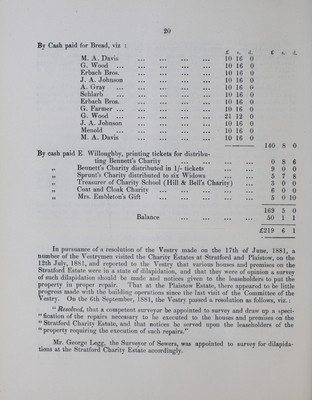 20
By Cash paid for Bread, viz :
£ s. d. £ s. d.
M. A. Davis ... ... ... ... 10 16 0
G. Wood ... ... ... ... ... 10 16 0
Erbach Bros. ... ... ... ... 10 16 0
J. A. Johnson ... ... ... ... 10 16 0
A. Gray ... ... ... ... ... 10 16 0
Schlarb ... ... ... ... ... 10 16 0
Erbach Bros. ... ... ... ... 10 16 0
G. Farmer ... ... ... ... ... 10 16 0
G. Wood ... ... ... ... ... 21 12 0
J. A. Johnson ... ... ... ... 10 16 0
Menold ... ... ... ... ... 10 16 0
M. A. Davis ... ... ... ... 10 16 0
140 8 0
By cash paid E. Willoughby, printing tickets for distribu-
ting Bennett's Charity ... ... 0 8 6
„ Bennett's Charity distributed in 1/- tickets ... ... 9 0 0
„ Sprunt's Charity distributed to six Widows ... ... 5 7 8
„ Treasurer of Charity School (Hill & Bell's Charity) ... 3 0 0
„ Coat and Cloak Charity ... ... ... ... 6 0 0
„ Mrs. Emblaton's Gift ... ... ... ... 5 0 10
169 5 0
Balance ... ... ... ... 50 1 1
£219 6 1
In pursuance of a resolution of the Vestry made on the 17th of June, 1881, a
number of the Vestrymen visited the Charity Estates at Stratford and Plaistow, on the
12th July, 1881, and reported to the Vestry that various houses and premises on the
Stratford Estate were in a state of dilapidation, and that they were of opinion a survey
of such dilapidation should be made and notices given to the leaseholders to put the
property in proper repair. That at the Plaistow Estate, there appeared to be little
progress made with the building operations since the last visit of the Committee of the
Vestry. On the 6th September, 1881, the Vestry passed a resolution as follows, viz. :
"Resolved, that a competent surveyor be appointed to survey and draw up a speci-
"fication of the repairs necessary to be executed to the houses and premises on the
"Stratford Charity Estate, and that notices be served upon the leaseholders of the
"property requiring the execution of such repairs."
Mr. George Legg, the Surveyor of Sewers, was appointed to survey for dilapida-
tions at the Stratford Charity Estate accordingly.